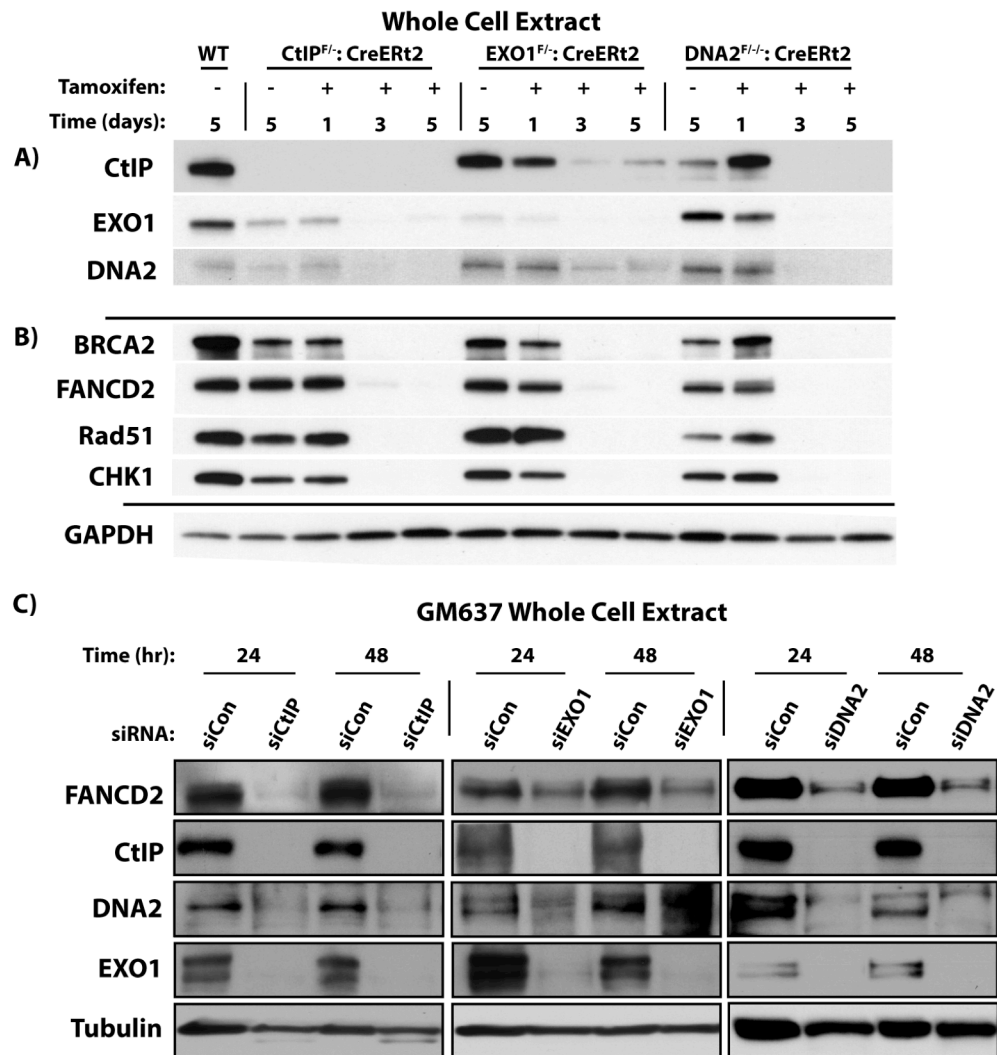 Whole Cell Extract
WT CtIPF/-: CreERt2 EXO1F/-: CreERt2 DNA2F/-/-: CreERt2
Tamoxifen: - - + + + - + + + - + + +
Time (days): 5 5 1 3 5 5 1 3 5 5 1 3 5
A)
CtIP
EXO1
DNA2
B)
BRCA2
FANCD2
Rad51
CHK1
GAPDH
C)
GM637 Whole Cell Extract
Time (hr): 24 48 24 48 24 48
siRNA: siCon siCtIP siCon siCtIP siCon siEXO1 siCon siEXO1 siCon siDNA2 siCon siDNA2
FANCD2
CtIP
DNA2
EXO1
Tubulin